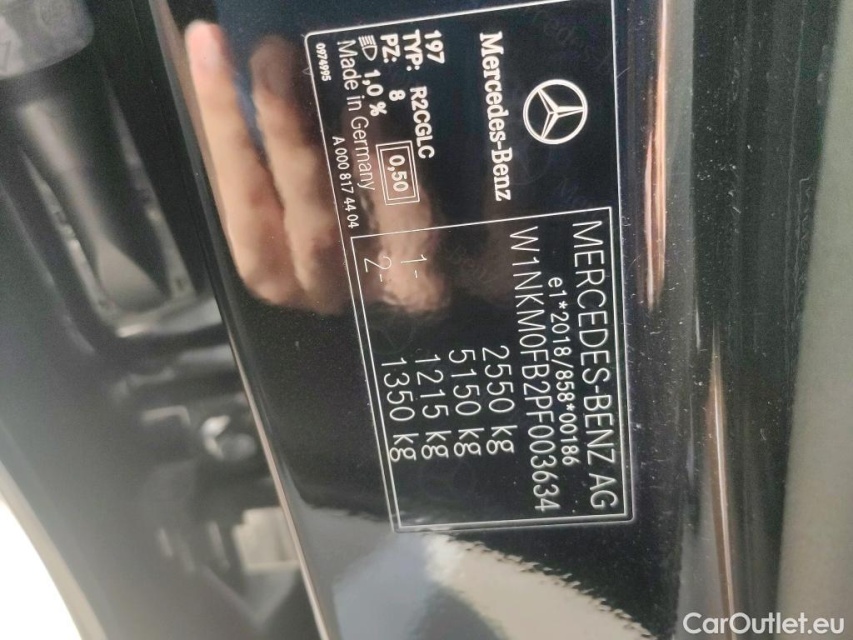 Mercedes-Benz
197
TYP: R2CGLC
PZ: 8
1,0 %
0,50
Made in Germany
0974995
A 000 817 44 04
MERCEDES-BENZ AG
e1*2018/858*00186
W1NKM0FB2PF003634
2550 kg
5150 kg
1- 1215 kg
2- 1350 kg
CarOutlet.eu